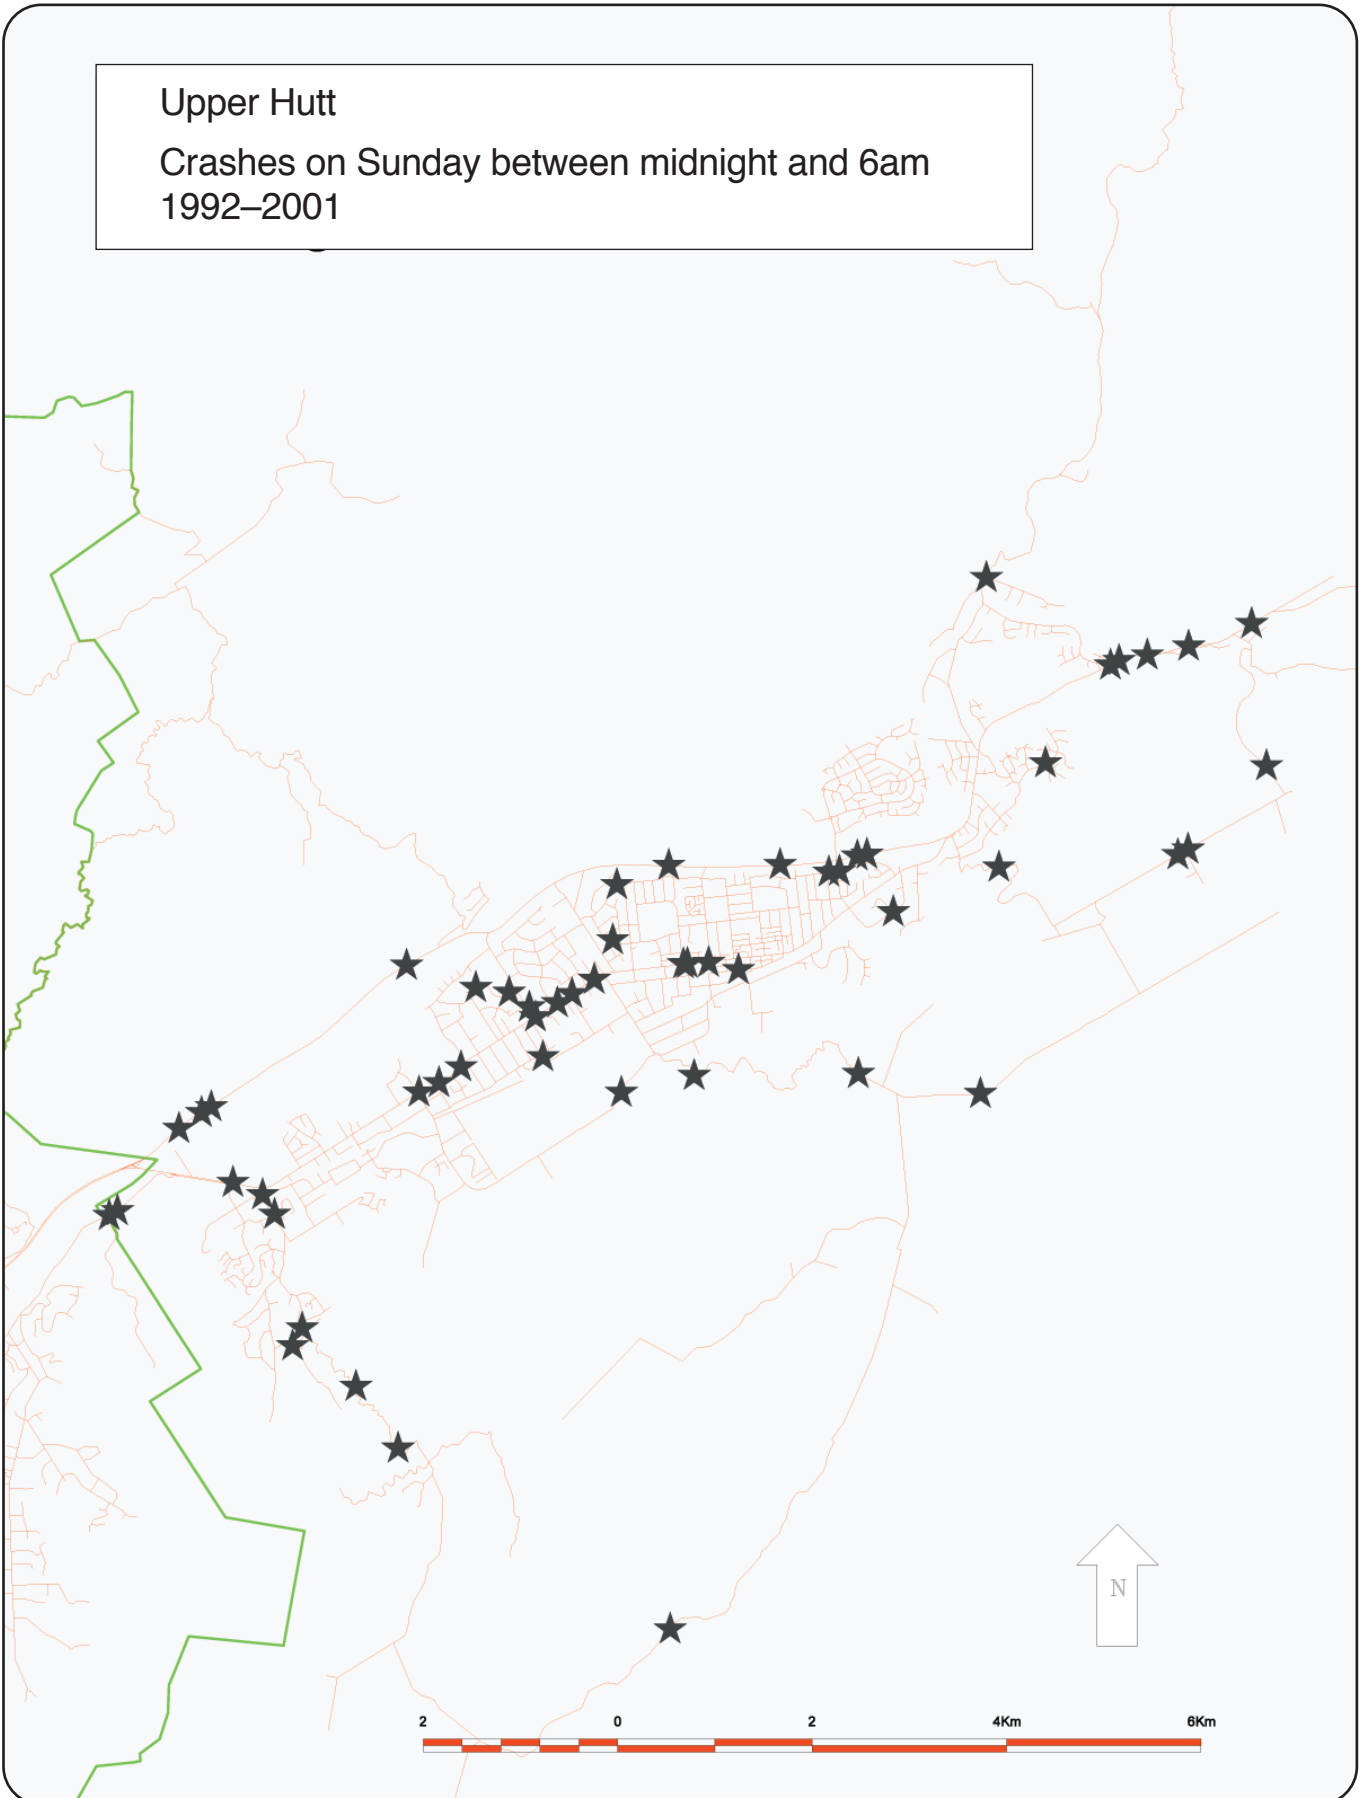 Upper Hutt
Crashes on Sunday between midnight and 6am
1992–2001
N
2 0 2 4Km 6Km